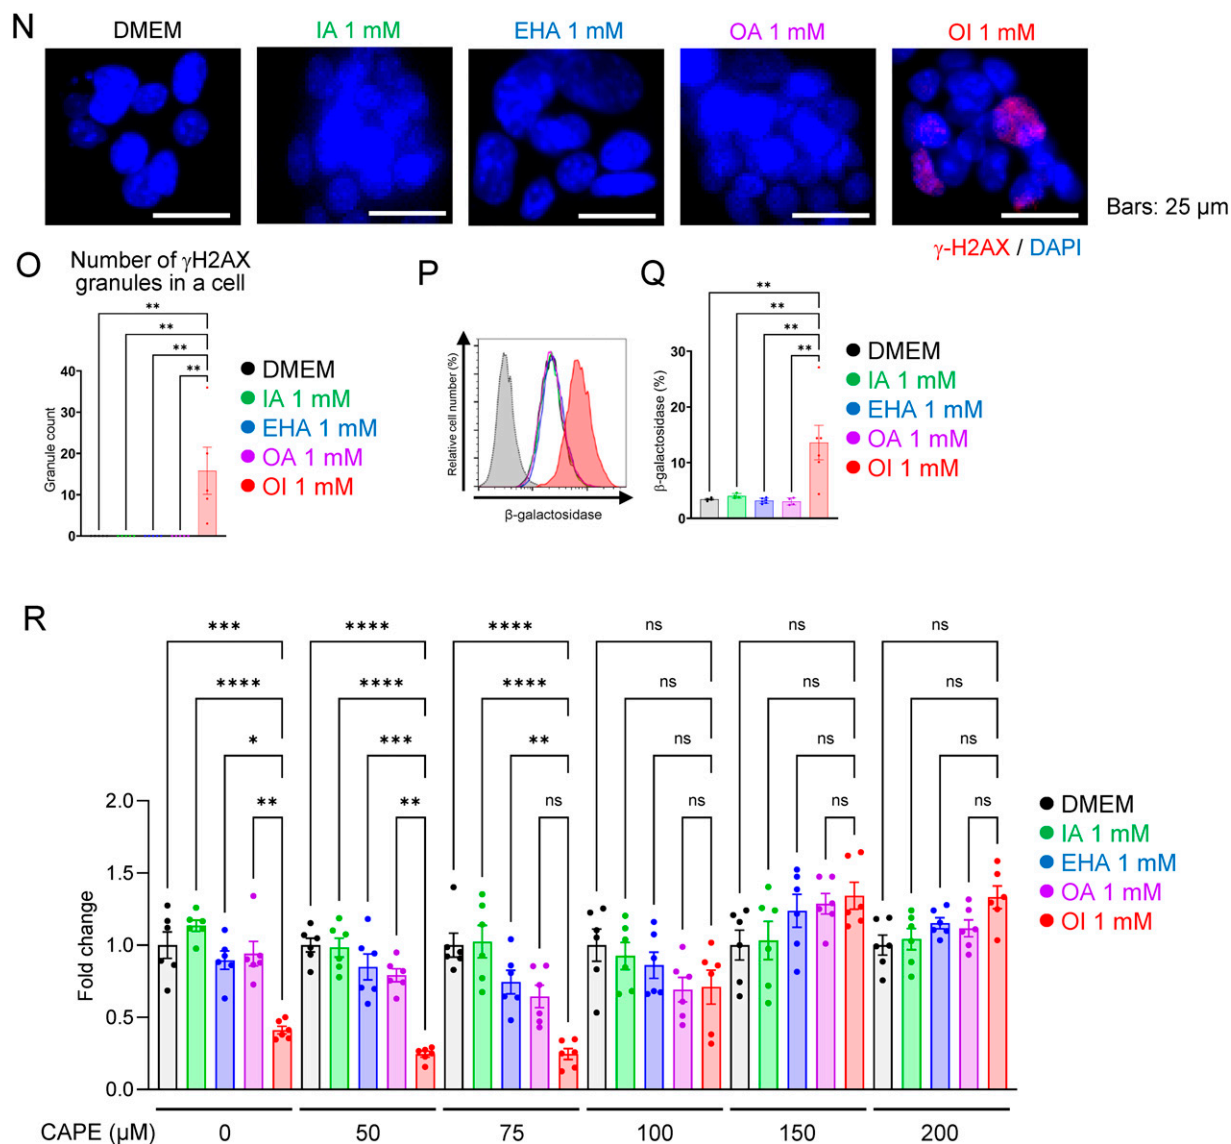 N
DMEM IA 1 mM EHA 1 mM OA 1 mM OI 1 mM
Bars: 25 µm
γ-H2AX / DAPI
O
Number of γH2AX
granules in a cell
**
**
**
**
Granule count
40
30
20
10
0
DMEM
IA 1 mM
EHA 1 mM
OA 1 mM
OI 1 mM
P
Relative cell number (%)
β-galactosidase
Q
**
**
**
**
β-galactosidase (%)
30
20
10
0
DMEM
IA 1 mM
EHA 1 mM
OA 1 mM
OI 1 mM
R
*** **** **** ns ns ns
**** **** **** ns ns ns
* *** ** ns ns ns
** ** ns ns ns ns
Fold change
2.0
1.5
1.0
0.5
0.0
DMEM
IA 1 mM
EHA 1 mM
OA 1 mM
OI 1 mM
CAPE (µM) 0 50 75 100 150 200